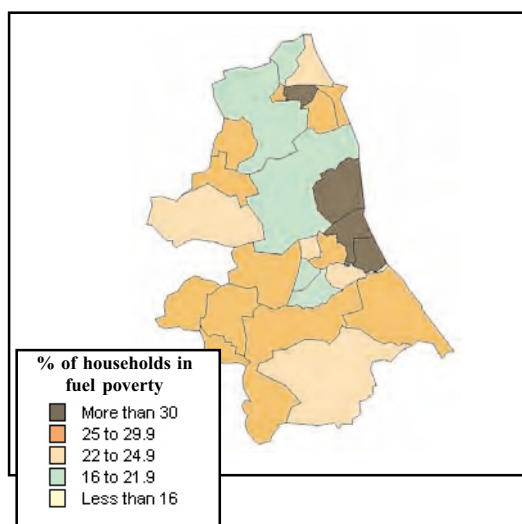 % of households in
fuel poverty
More than 30
25 to 29.9
22 to 24.9
16 to 21.9
Less than 16